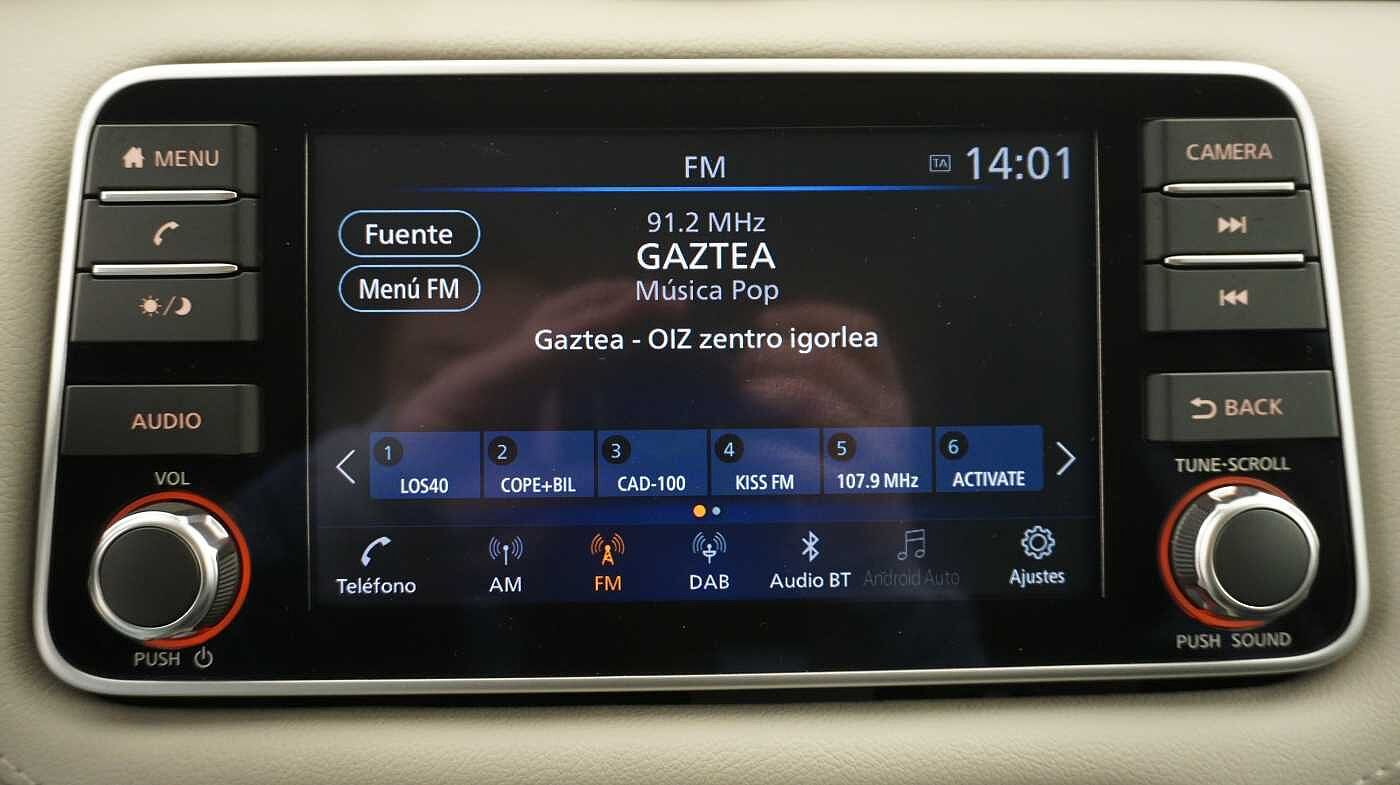 MENU
AUDIO
VOL
PUSH
FM
TA
14:01
Fuente
Menú FM
91.2 MHz
GAZTEA
Música Pop
Gaztea - OIZ zentro igorlea
1
LOS40
2
COPE+BIL
3
CAD-100
4
KISS FM
5
107.9 MHz
6
ACTIVATE
Teléfono
AM
FM
DAB
Audio BT
Android Auto
Ajustes
CAMERA
BACK
TUNE•SCROLL
PUSH SOUND